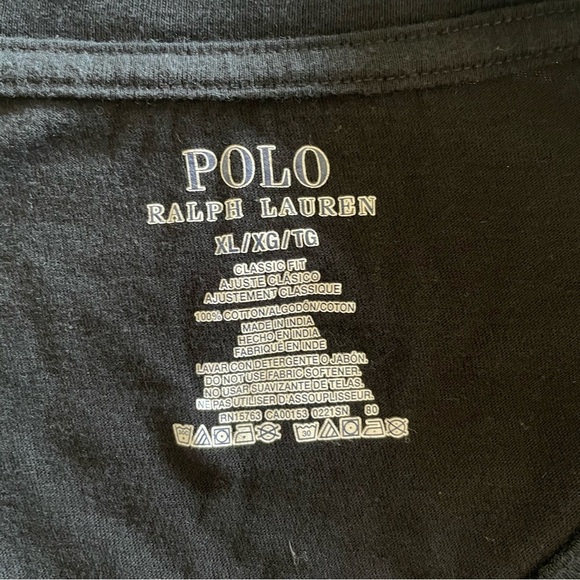 POLO
RALPH LAUREN
XL/XG/TG
CLASSIC FIT
AJUSTE CLÁSICO
AJUSTEMENT CLASSIQUE
100% COTTON/ALGODÓN/COTON
MADE IN INDIA
HECHO EN INDIA
FABRIQUÉ EN INDE
LAVAR CON DETERGENTE O JABÓN.
DO NOT USE FABRIC SOFTENER.
NO USAR SUAVIZANTE DE TELAS.
NE PAS UTILISER D'ASSOUPLISSEUR.
RN15763 CA00153 0221SN 80